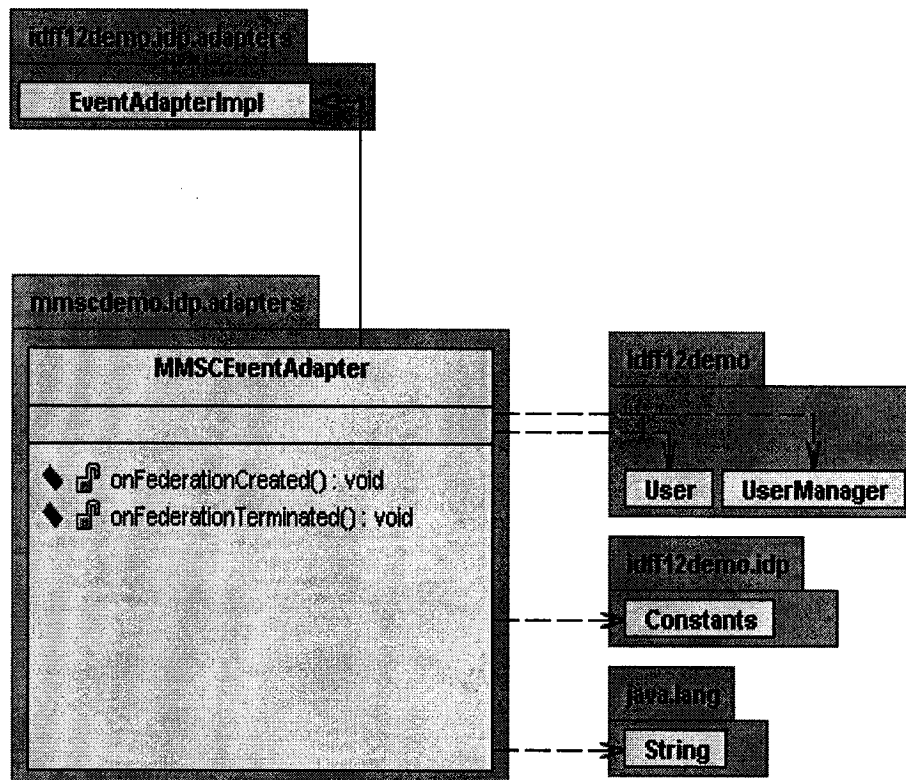 idff12demo.idp.adapters
EventAdapterImpl
mmscdemo.idp.adapters
MMSCEventAdapter
onFederationCreated() : void
onFederationTerminated() : void
idff12demo
User
UserManager
idff12demo.idp
Constants
java.lang
String